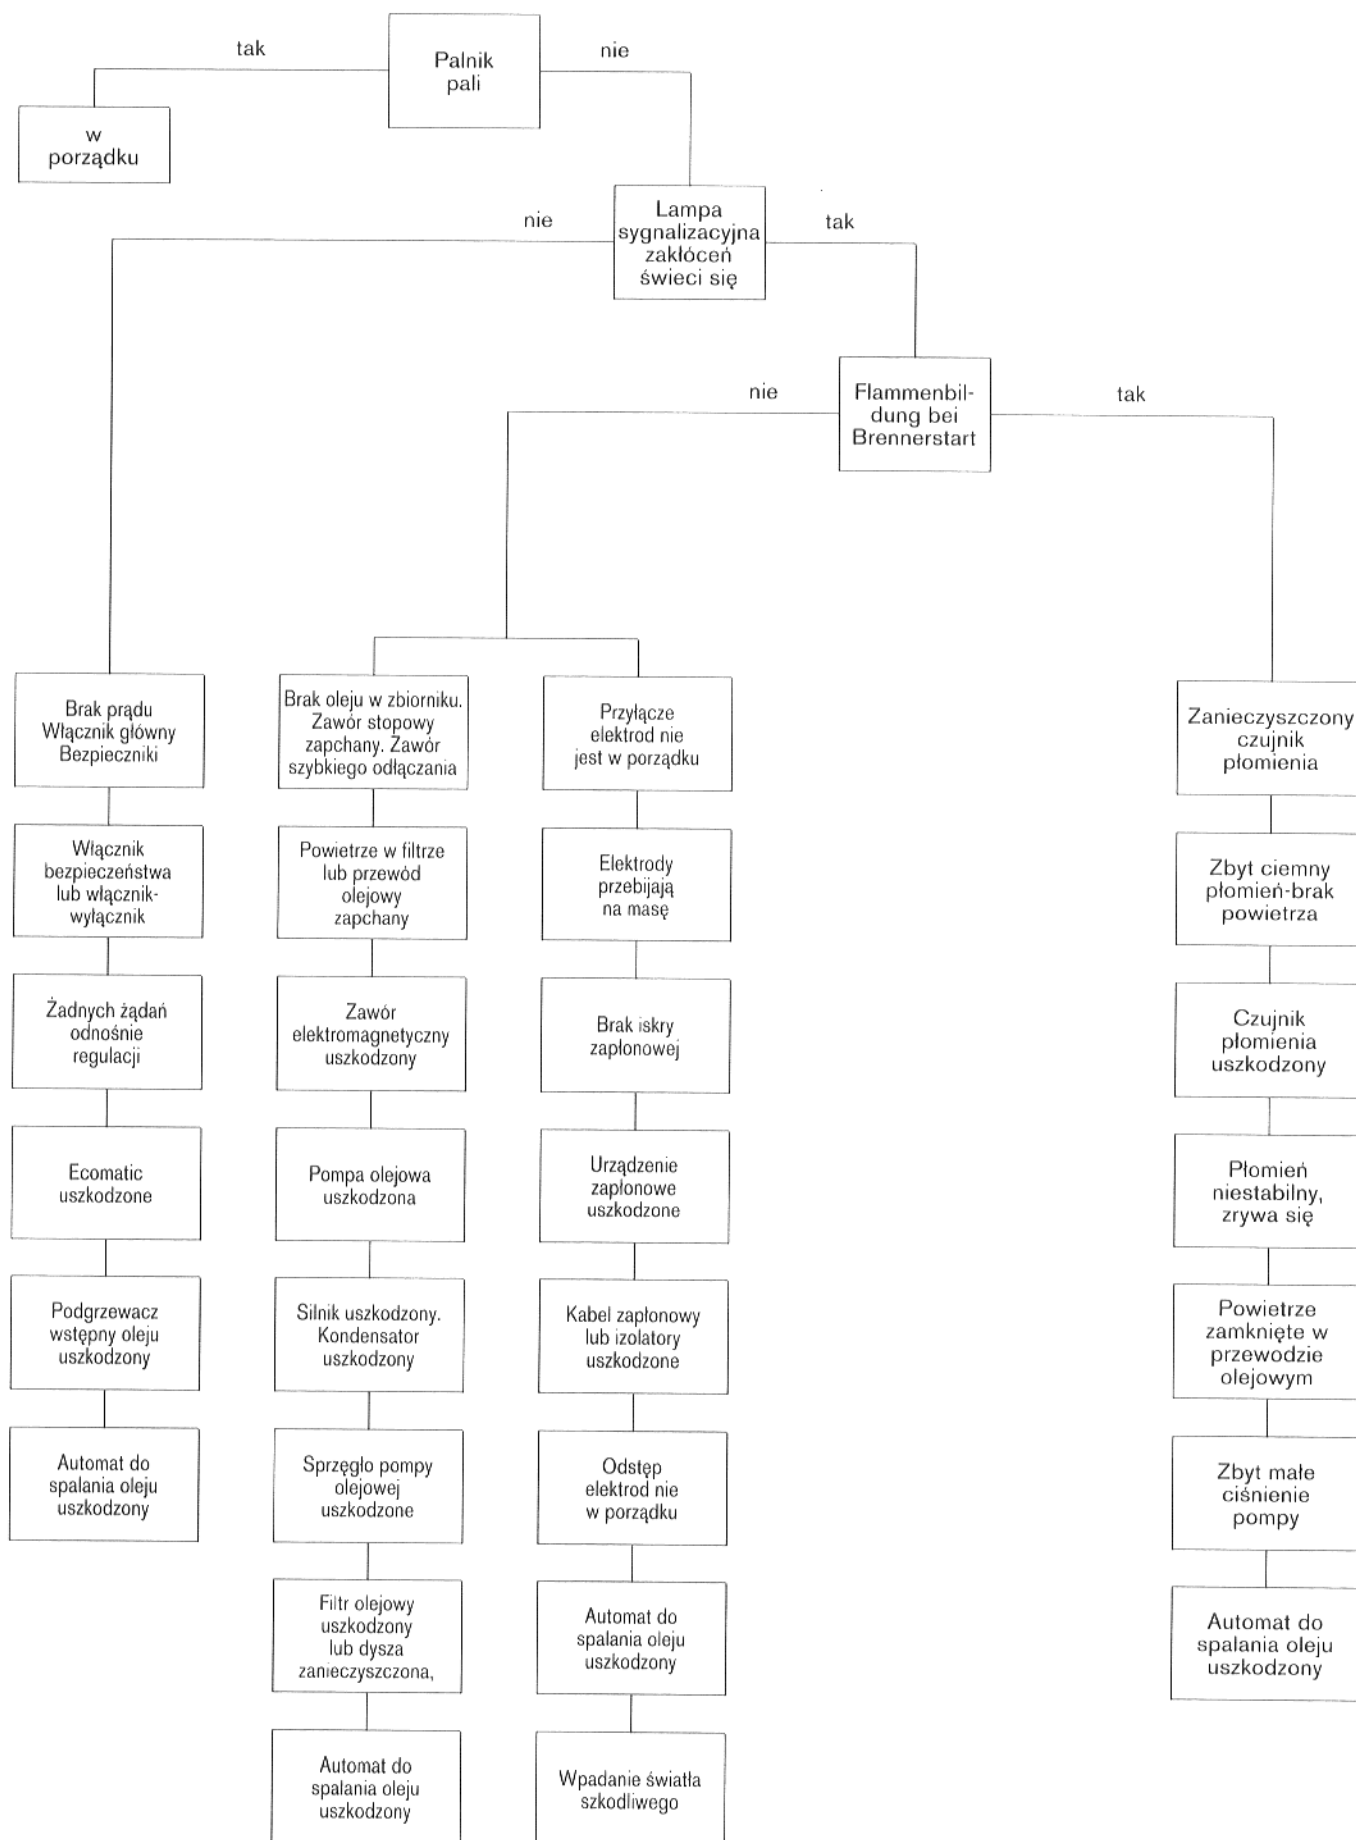 tak
Palnik
pali
nie
w
porządku
nie
Lampa
sygnalizacyjna
zakłóceń
świeci się
tak
nie
Flammenbil-
dung bei
Brennerstart
tak
Brak prądu
Włącznik główny
Bezpieczniki
Włącznik
bezpieczeństwa
lub włącznik-
wyłącznik
Żadnych żądań
odnośnie
regulacji
Ecomatic
uszkodzone
Podgrzewacz
wstępny oleju
uszkodzony
Automat do
spalania oleju
uszkodzony
Brak oleju w zbiorniku.
Zawór stopowy
zapchany. Zawór
szybkiego odłączania
Powietrze w filtrze
lub przewód
olejowy
zapchany
Zawór
elektromagnetyczny
uszkodzony
Pompa olejowa
uszkodzona
Silnik uszkodzony.
Kondensator
uszkodzony
Sprzęgło pompy
olejowej
uszkodzone
Filtr olejowy
uszkodzony
lub dysza
zanieczyszczona,
Automat do
spalania oleju
uszkodzony
Przyłącze
elektrod nie
jest w porządku
Elektrody
przebijają
na masę
Brak iskry
zapłonowej
Urządzenie
zapłonowe
uszkodzone
Kabel zapłonowy
lub izolatory
uszkodzone
Odstęp
elektrod nie
w porządku
Automat do
spalania oleju
uszkodzony
Wpadanie światła
szkodliwego
Zanieczyszczony
czujnik
płomienia
Zbyt ciemny
płomień-brak
powietrza
Czujnik
płomienia
uszkodzony
Płomień
niestabilny,
zrywa się
Powietrze
zamknięte w
przewodzie
olejowym
Zbyt małe
ciśnienie
pompy
Automat do
spalania oleju
uszkodzony